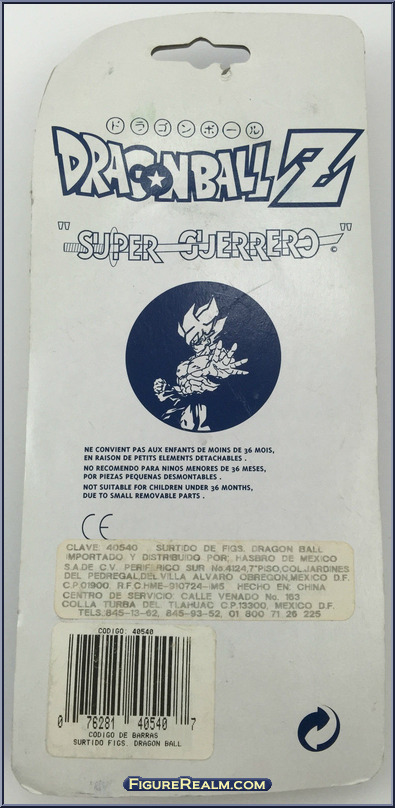 ドラゴンボール
DRAGONBALL Z
"SUPER GUERRERO" ©
NE CONVIENT PAS AUX ENFANTS DE MOINS DE 36 MOIS,
EN RAISON DE PETITS ELEMENTS DETACHABLES .
NO RECOMENDO PARA NINOS MENORES DE 36 MESES,
POR PIEZAS PEQUENAS DESMONTABLES .
NOT SUITABLE FOR CHILDREN UNDER 36 MONTHS,
DUE TO SMALL REMOVABLE PARTS .
CE
CLAVE: 40540 SURTIDO DE FIGS. DRAGON BALL
IMPORTADO Y DISTRIBUIDO POR; HASBRO DE MEXICO
S.A.DE C.V. PERIFERICO SUR No.4124,7°PISO,COL.JARDINES
DEL PEDREGAL,DEL.VILLA ALVARO OBREGON,MEXICO D.F.
C.P.01900, R.F.C.HME-910724-IM5 HECHO EN: CHINA
CENTRO DE SERVICIO: CALLE VENADO No. 163
COLLA TURBA DEL TLAHUAC C.P.13300, MEXICO D.F.
TELS.845-13-62, 845-93-52, 01 800 71 26 225
CODIGO: 40540
0 76281 40540 7
CODIGO DE BARRAS
SURTIDO FIGS. DRAGON BALL
FIGUREREALM.COM